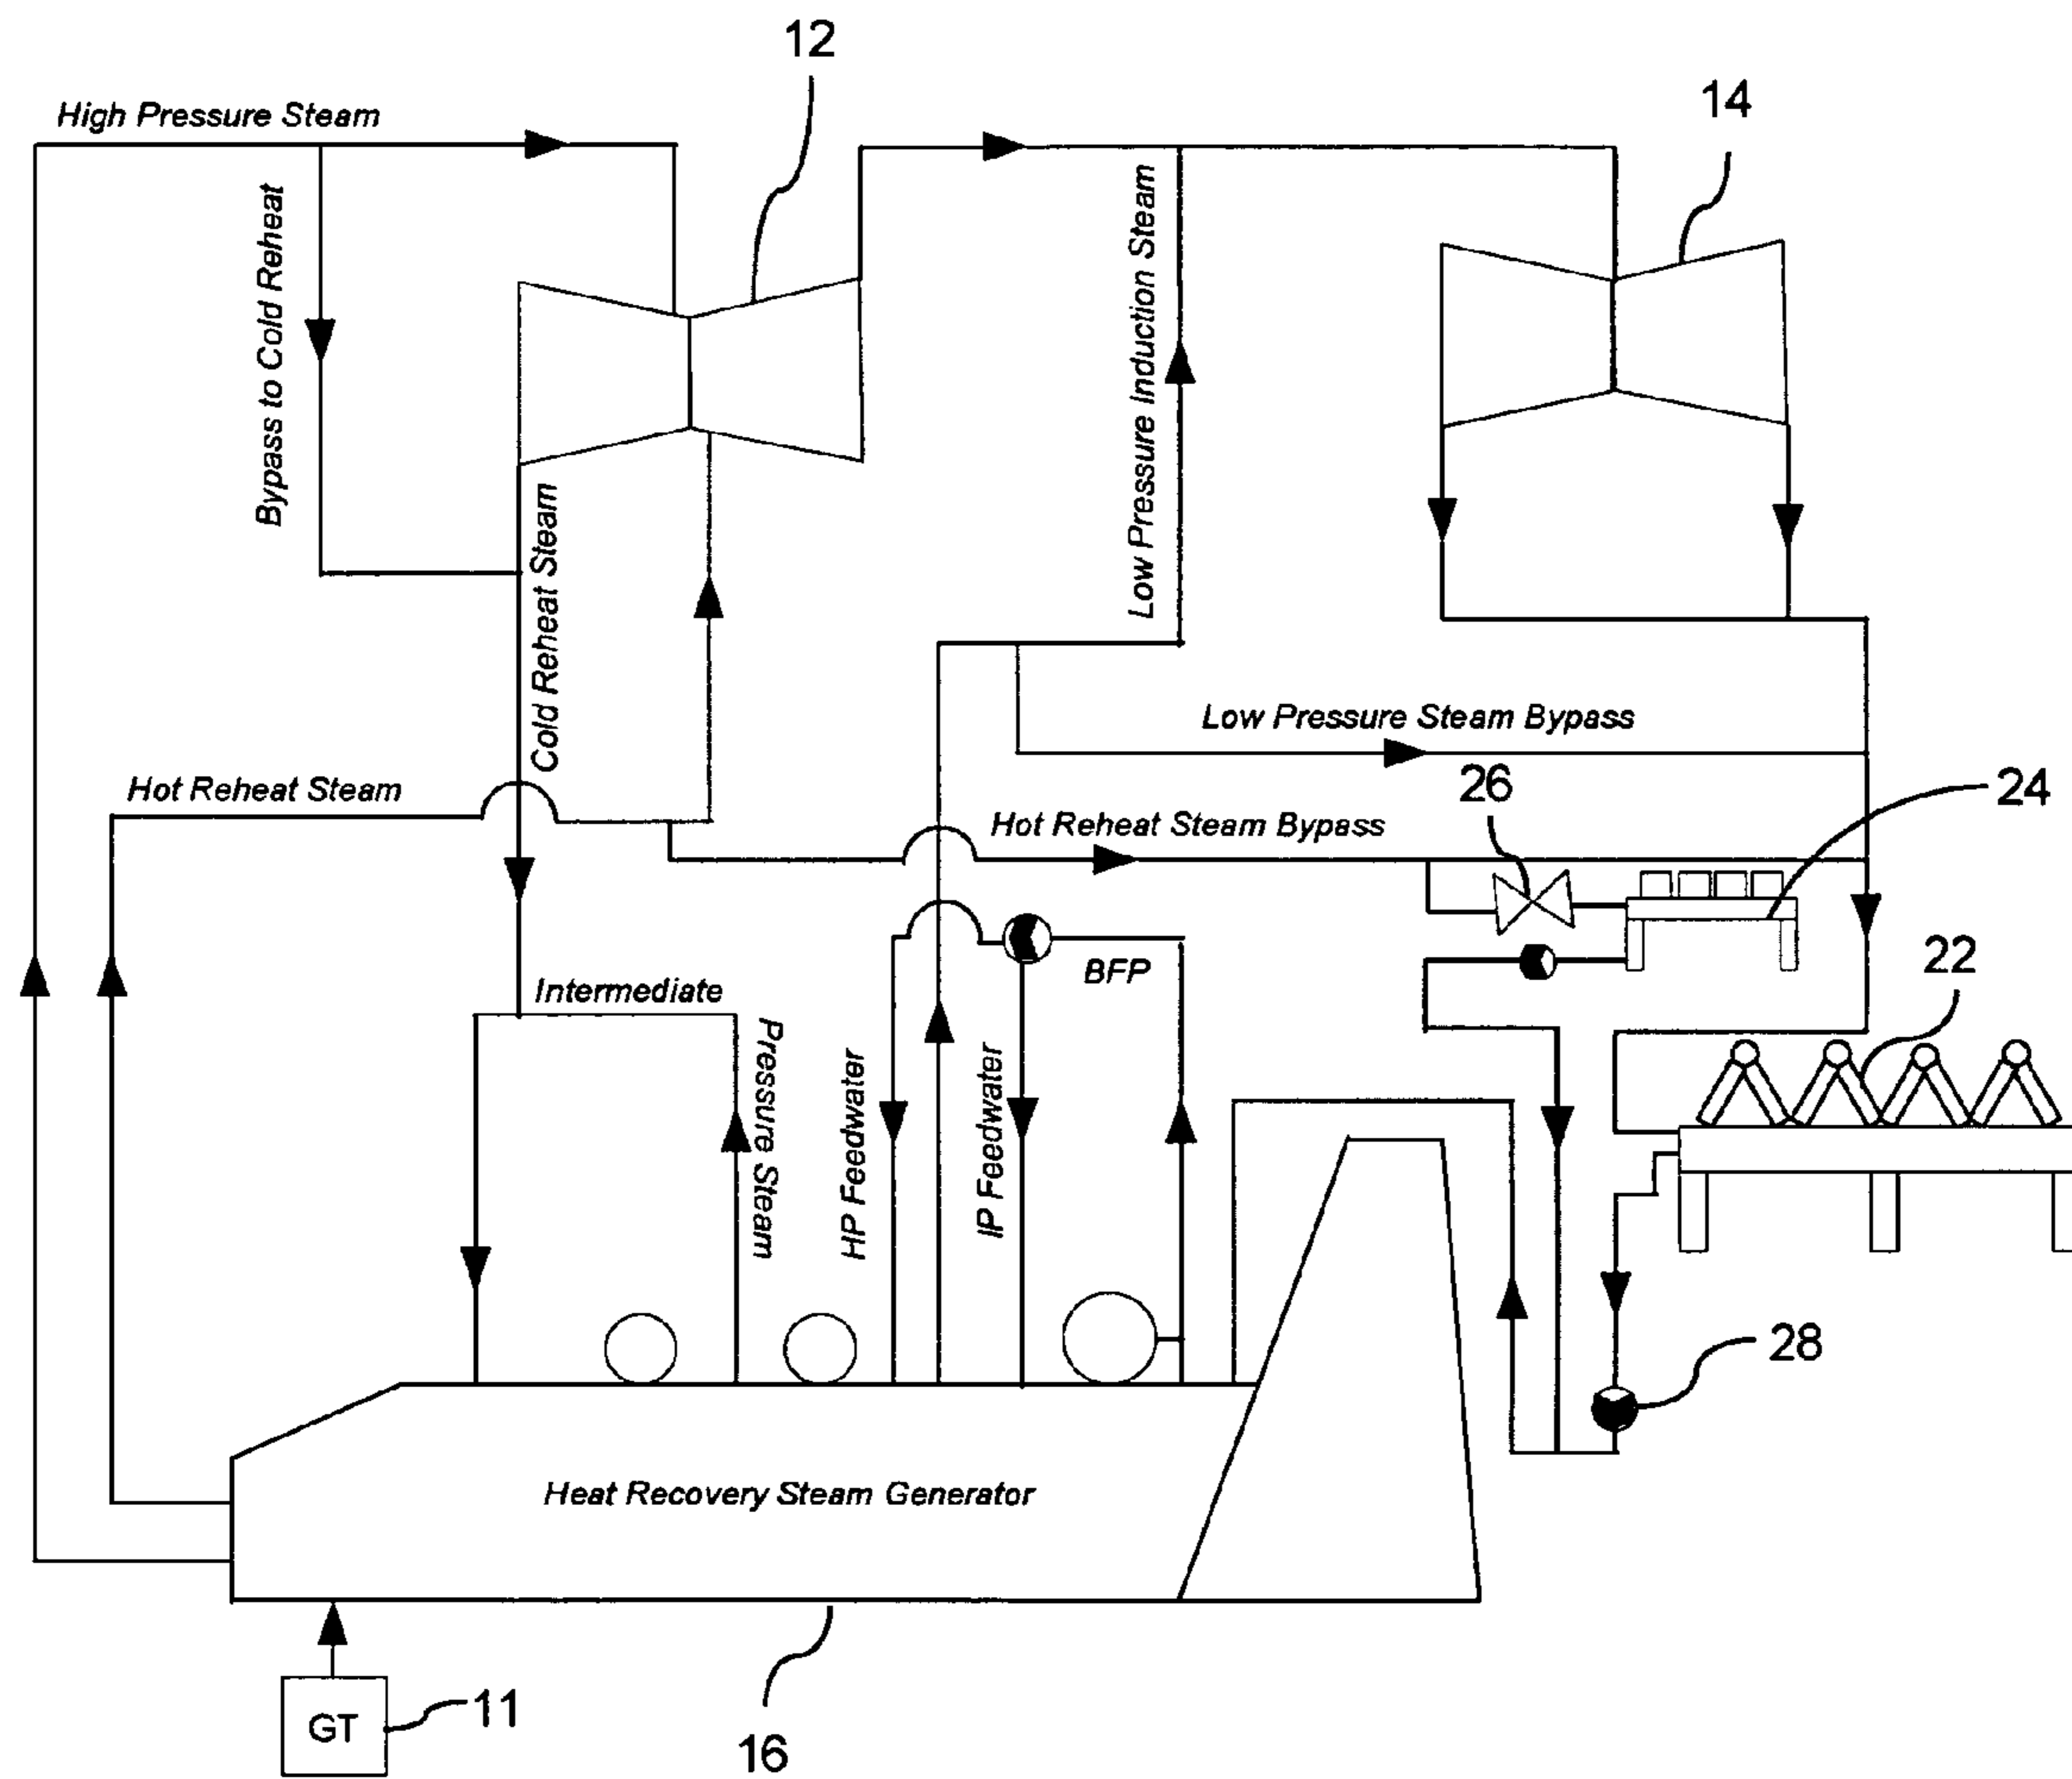 12
14
High Pressure Steam
Bypass to Cold Reheat
Low Pressure Induction Steam
Cold Reheat Steam
Low Pressure Steam Bypass
26
24
Hot Reheat Steam
Hot Reheat Steam Bypass
22
BFP
Intermediate
Pressure Steam
HP Feedwater
IP Feedwater
28
Heat Recovery Steam Generator
GT
11
16